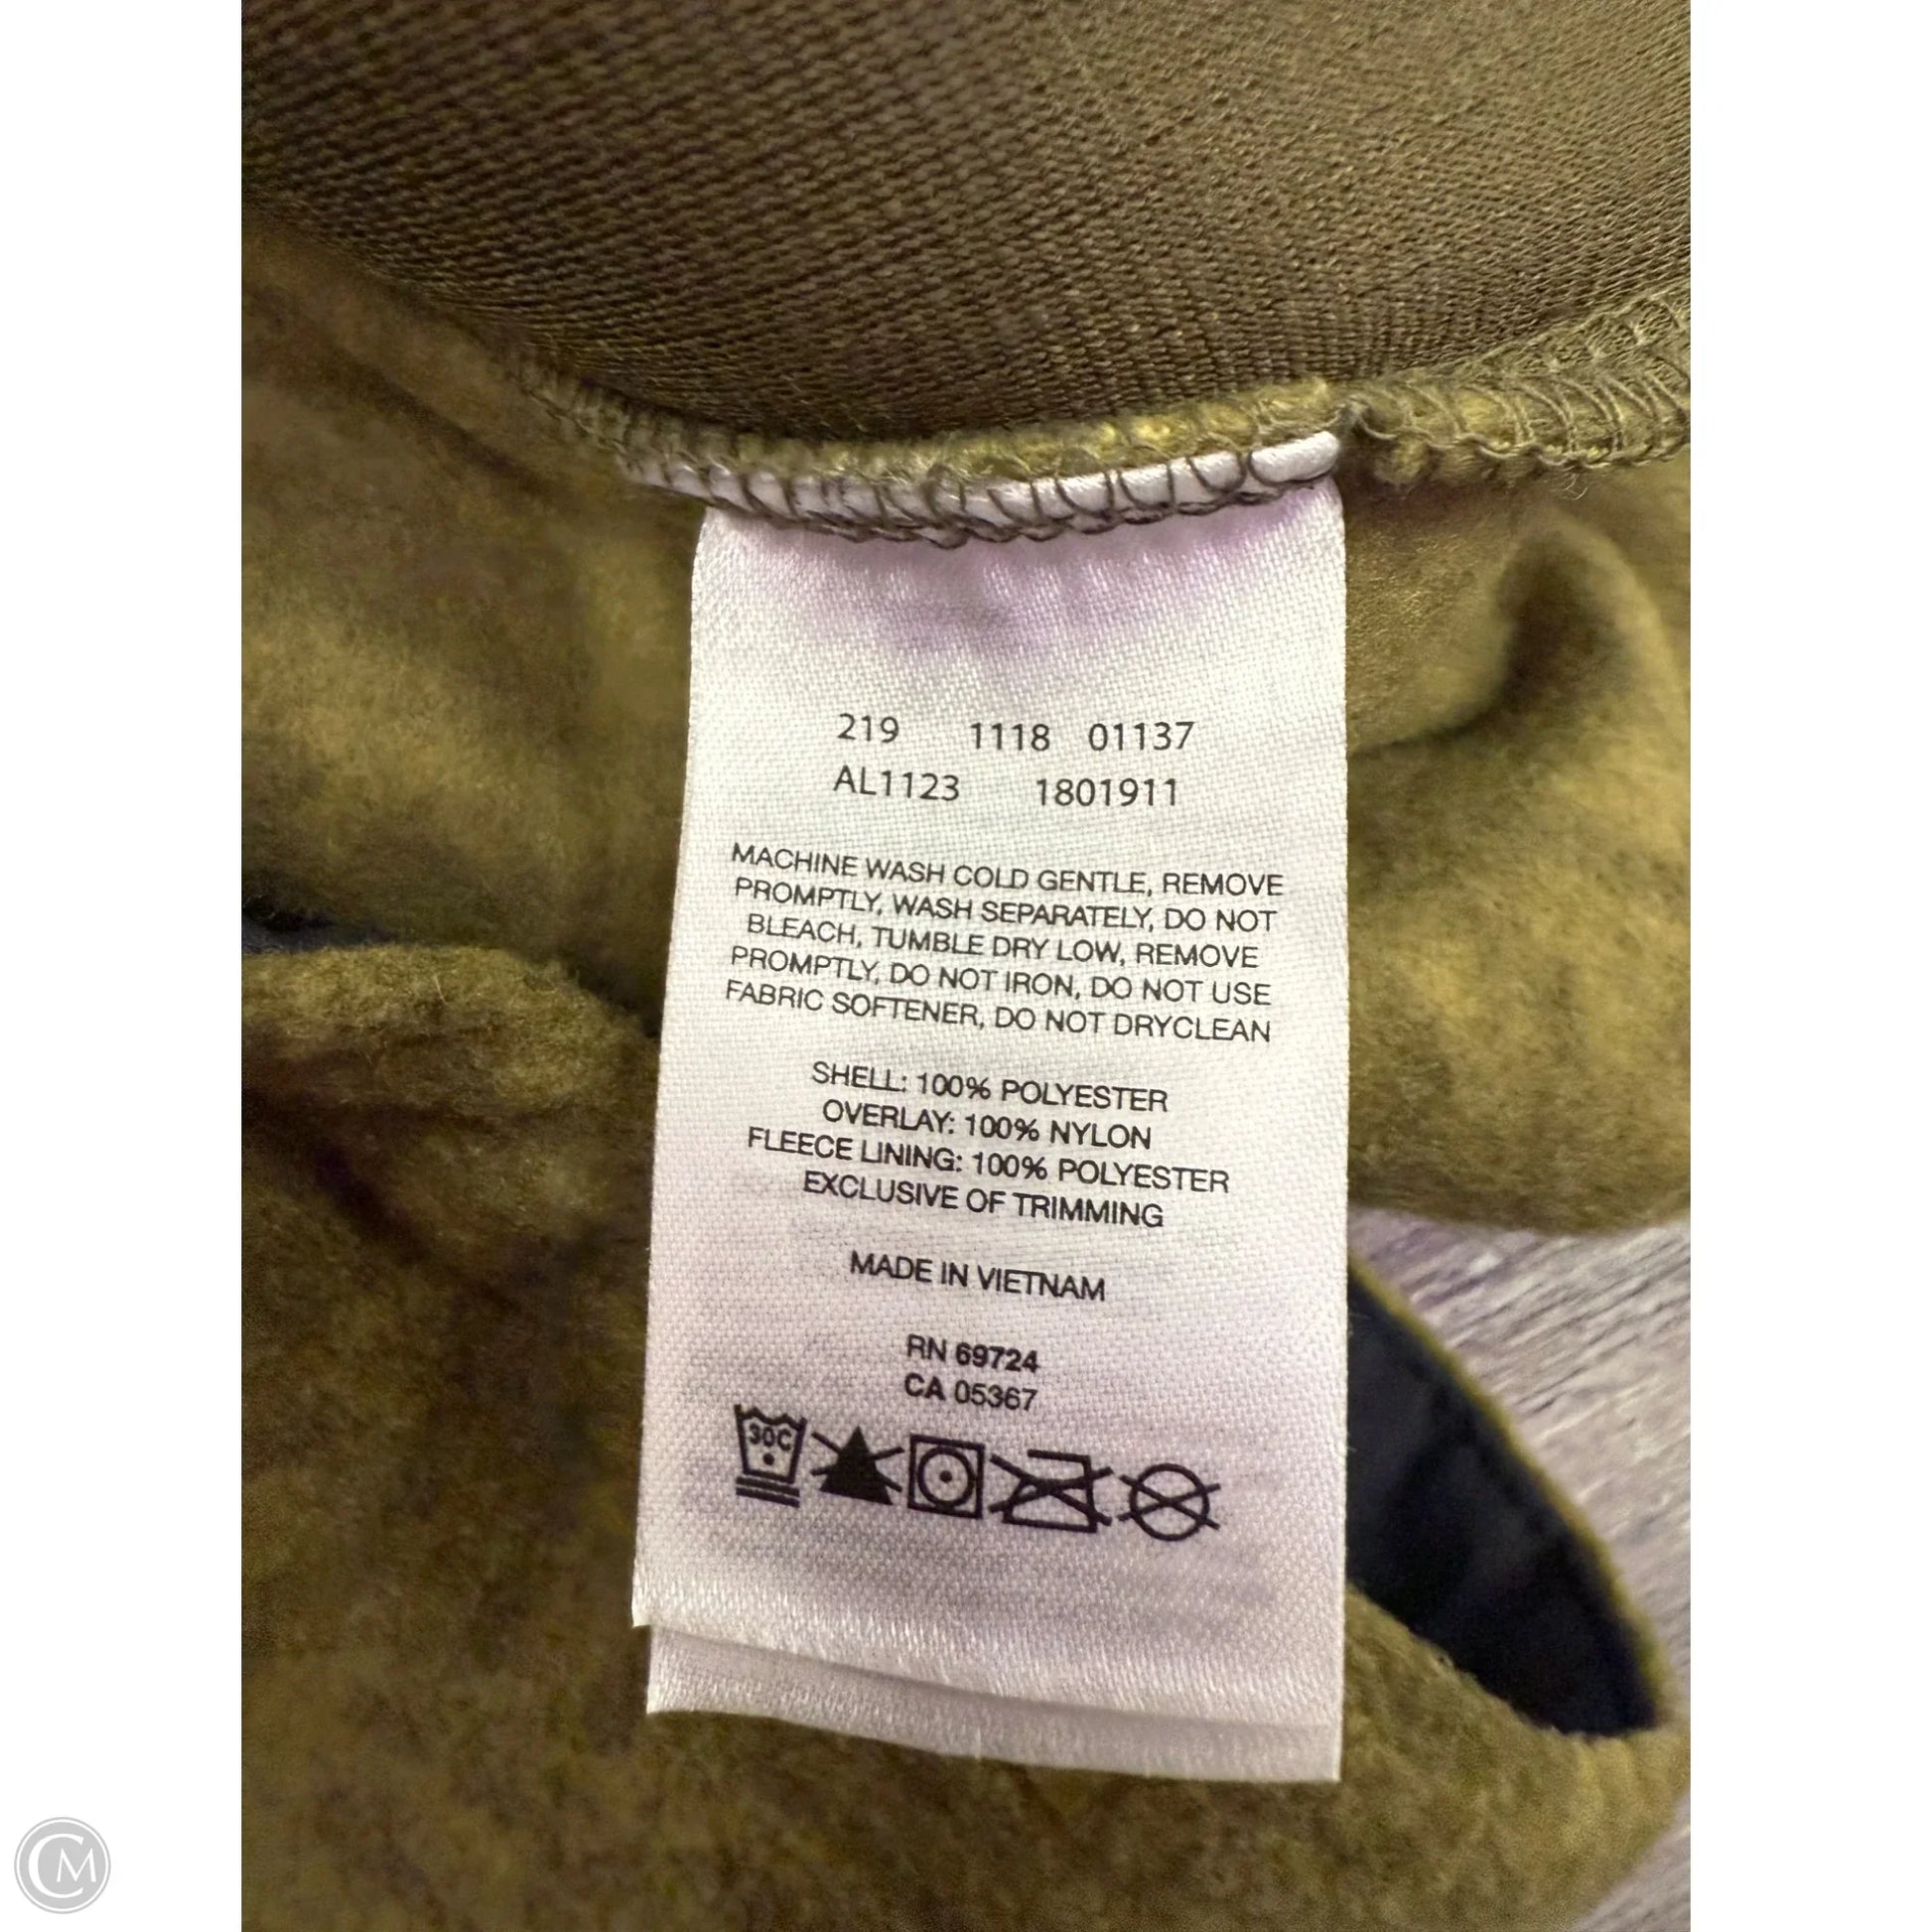 219 1118 01137
AL1123 1801911
MACHINE WASH COLD GENTLE, REMOVE
PROMPTLY, WASH SEPARATELY, DO NOT
BLEACH, TUMBLE DRY LOW, REMOVE
PROMPTLY, DO NOT IRON, DO NOT USE
FABRIC SOFTENER, DO NOT DRYCLEAN
SHELL: 100% POLYESTER
OVERLAY: 100% NYLON
FLEECE LINING: 100% POLYESTER
EXCLUSIVE OF TRIMMING
MADE IN VIETNAM
RN 69724
CA 05367
30C
CM